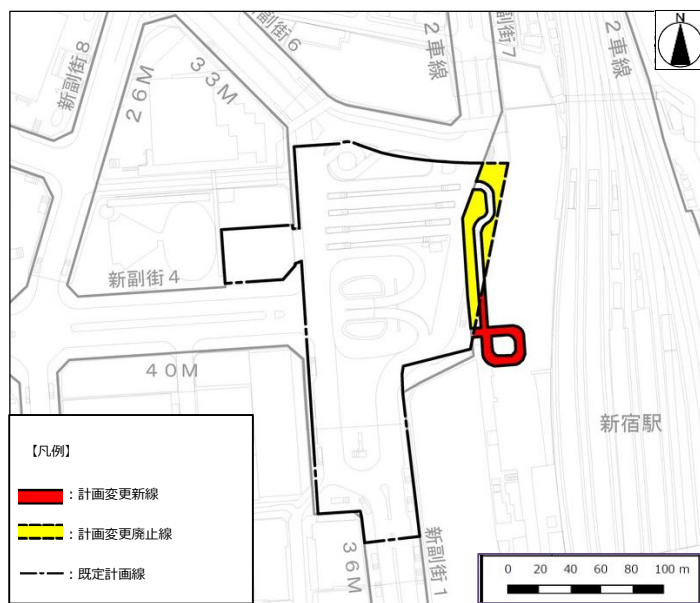 N
新副街8
26M
33M
新副街6
2車線
新副街7
2車線
新副街4
40M
新宿駅
36M
新副街1
【凡例】
：計画変更新線
：計画変更廃止線
：既定計画線
0 20 40 60 80 100 m